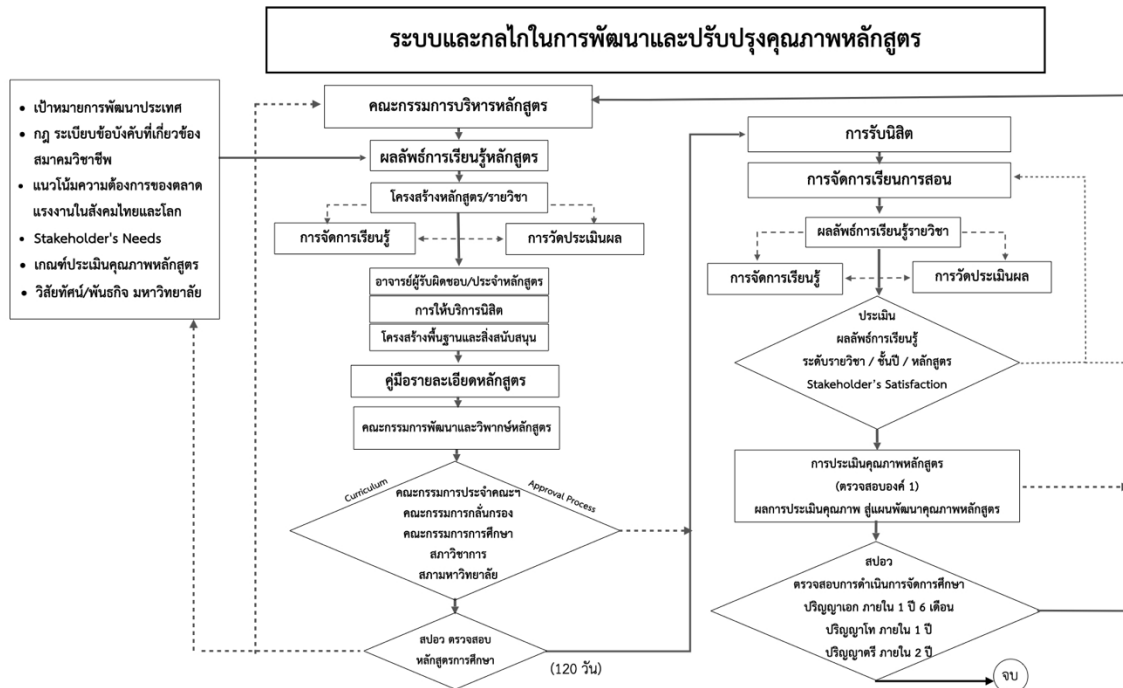 ระบบและกลไกในการพัฒนาและปรับปรุงคุณภาพหลักสูตร
• เป้าหมายการพัฒนาประเทศ
• กฎ ระเบียบข้อบังคับที่เกี่ยวข้อง
สมาคมวิชาชีพ
• แนวโน้มความต้องการของตลาด
แรงงานในสังคมไทยและโลก
• Stakeholder's Needs
• เกณฑ์ประเมินคุณภาพหลักสูตร
• วิสัยทัศน์/พันธกิจ มหาวิทยาลัย
คณะกรรมการบริหารหลักสูตร
ผลลัพธ์การเรียนรู้หลักสูตร
โครงสร้างหลักสูตร/รายวิชา
การจัดการเรียนรู้
การวัดประเมินผล
อาจารย์ผู้รับผิดชอบ/ประจำหลักสูตร
การให้บริการนิสิต
โครงสร้างพื้นฐานและสิ่งสนับสนุน
คู่มือรายละเอียดหลักสูตร
คณะกรรมการพัฒนาและวิพากษ์หลักสูตร
Curriculum
Approval Process
คณะกรรมการประจำคณะฯ
คณะกรรมการกลั่นกรอง
คณะกรรมการการศึกษา
สภาวิชาการ
สภามหาวิทยาลัย
สปอว ตรวจสอบ
หลักสูตรการศึกษา
(120 วัน)
การรับนิสิต
การจัดการเรียนการสอน
ผลลัพธ์การเรียนรู้รายวิชา
การจัดการเรียนรู้
การวัดประเมินผล
ประเมิน
ผลลัพธ์การเรียนรู้
ระดับรายวิชา / ชั้นปี / หลักสูตร
Stakeholder's Satisfaction
การประเมินคุณภาพหลักสูตร
(ตรวจสอบองค์ 1)
ผลการประเมินคุณภาพ สู่แผนพัฒนาคุณภาพหลักสูตร
สปอว
ตรวจสอบการดำเนินการจัดการศึกษา
ปริญญาเอก ภายใน 1 ปี 6 เดือน
ปริญญาโท ภายใน 1 ปี
ปริญญาตรี ภายใน 2 ปี
จบ